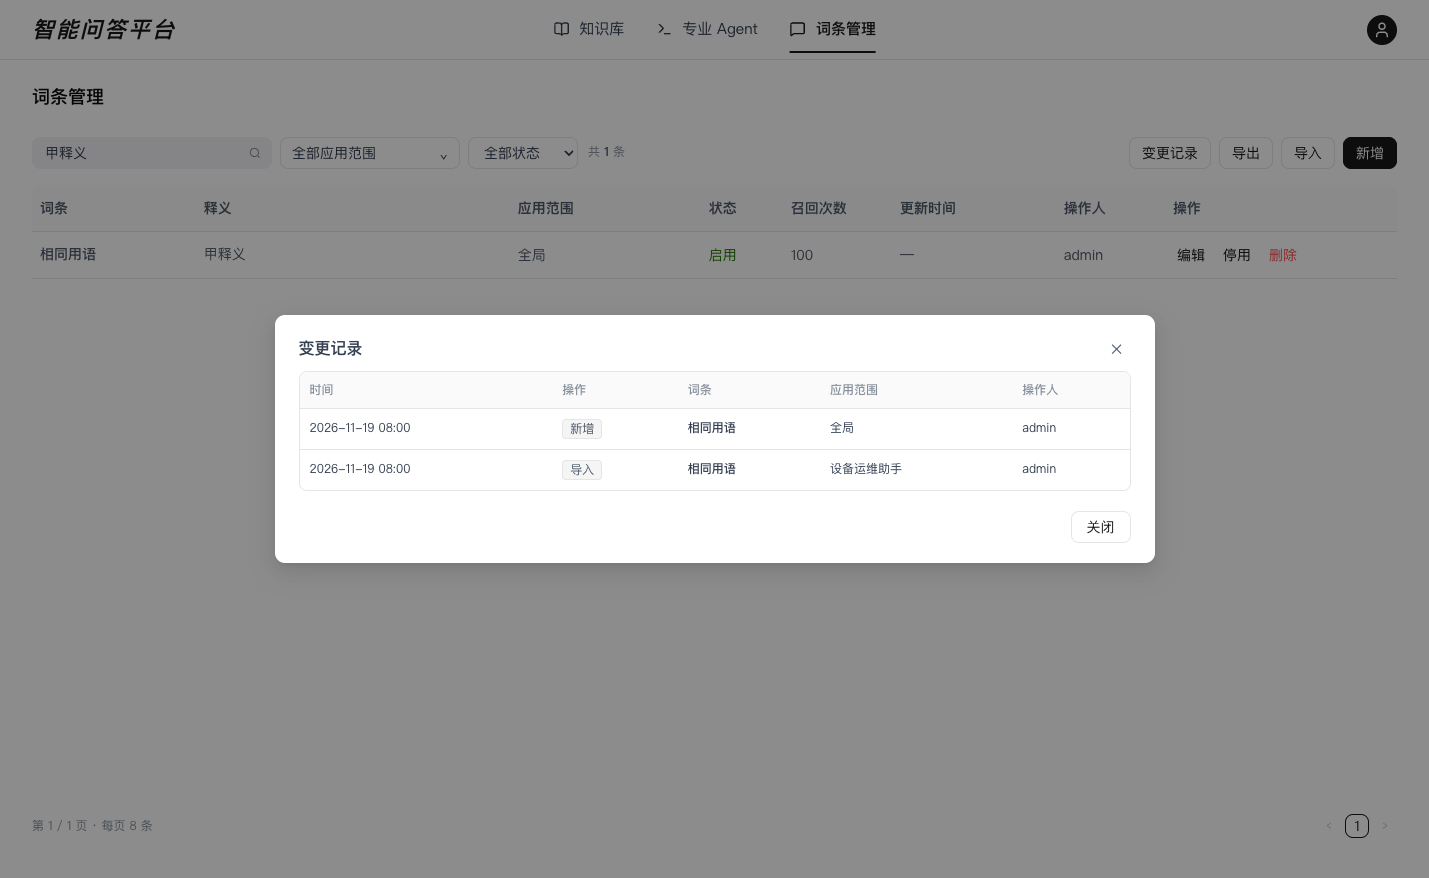 智能问答平台
知识库
专业 Agent
词条管理
词条管理
甲释义 全部应用范围 全部状态 共 1 条 变更记录 导出 导入 新增
词条 释义 应用范围 状态 召回次数 更新时间 操作人 操作
相同用语 甲释义 全局 启用 100 — admin 编辑 停用 删除
变更记录
时间 操作 词条 应用范围 操作人
2026-11-19 08:00 新增 相同用语 全局 admin
2026-11-19 08:00 导入 相同用语 设备运维助手 admin
关闭
第 1 / 1 页 · 每页 8 条 1